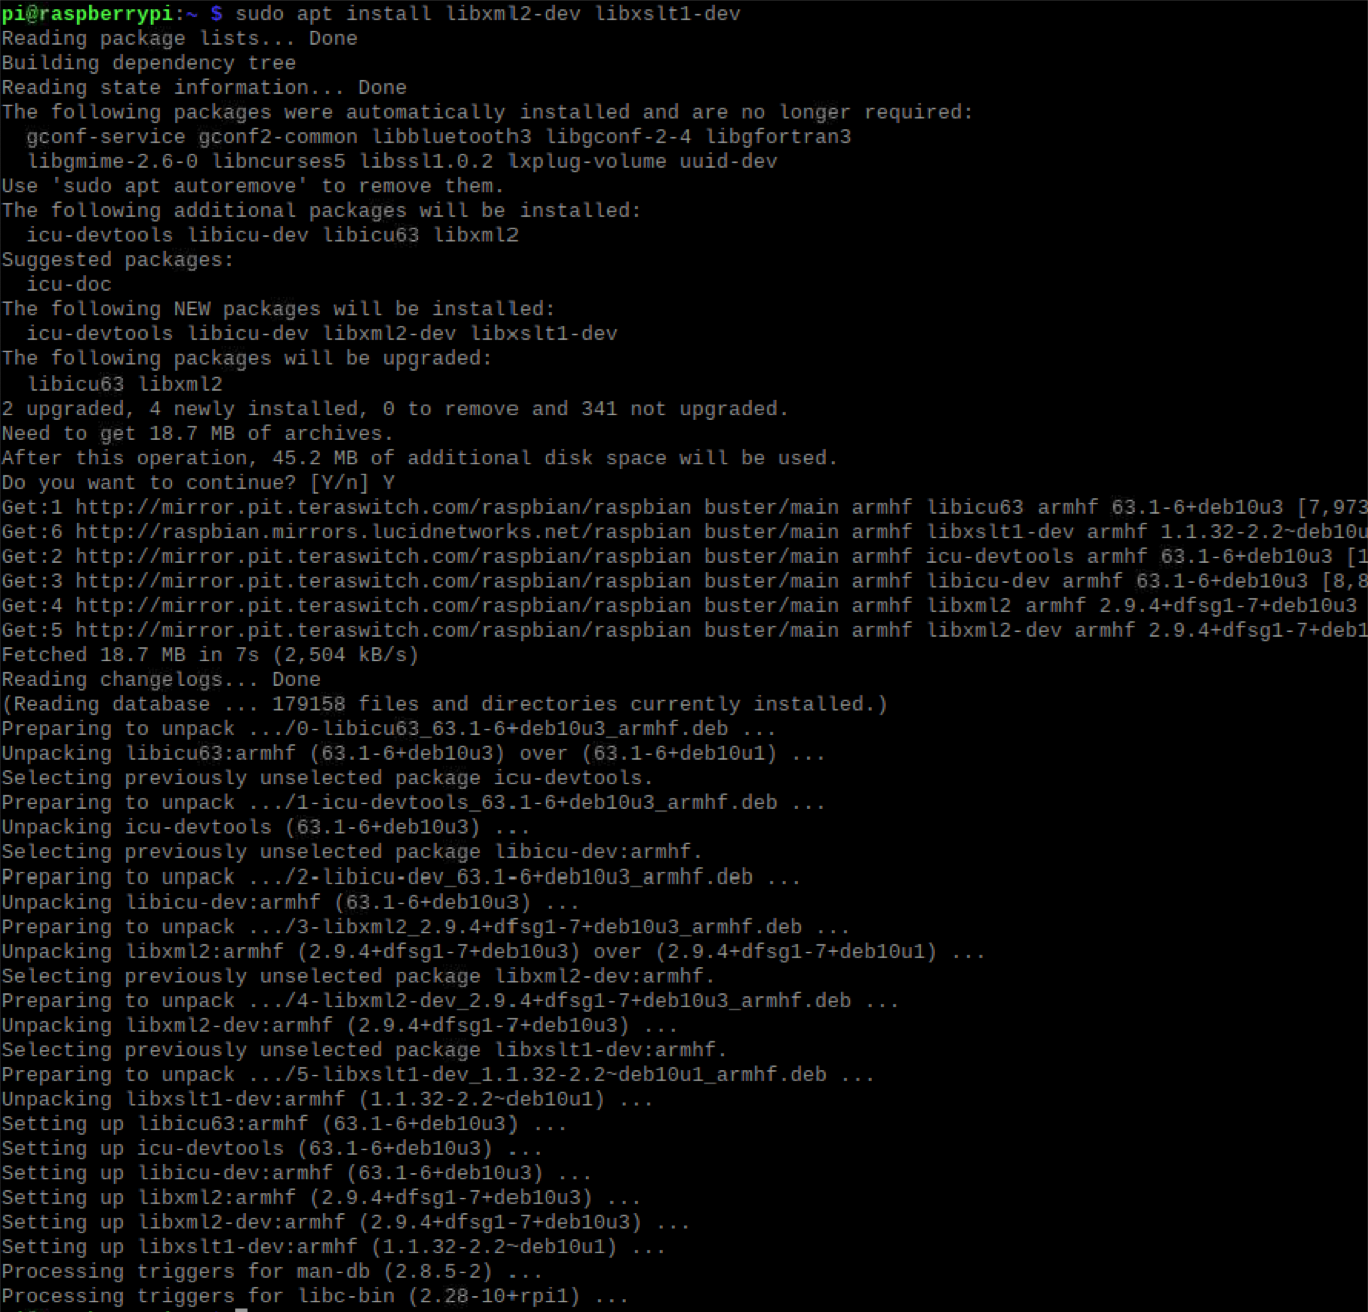 pi@raspberrypi:~ $ sudo apt install libxml2-dev libxslt1-dev
Reading package lists... Done
Building dependency tree
Reading state information... Done
The following packages were automatically installed and are no longer required:
  gconf-service gconf2-common libbluetooth3 libgconf-2-4 libgfortran3
  libgmime-2.6-0 libncurses5 libssl1.0.2 lxplug-volume uuid-dev
Use 'sudo apt autoremove' to remove them.
The following additional packages will be installed:
  icu-devtools libicu-dev libicu63 libxml2
Suggested packages:
  icu-doc
The following NEW packages will be installed:
  icu-devtools libicu-dev libxml2-dev libxslt1-dev
The following packages will be upgraded:
  libicu63 libxml2
2 upgraded, 4 newly installed, 0 to remove and 341 not upgraded.
Need to get 18.7 MB of archives.
After this operation, 45.2 MB of additional disk space will be used.
Do you want to continue? [Y/n] Y
Get:1 http://mirror.pit.teraswitch.com/raspbian/raspbian buster/main armhf libicu63 armhf 63.1-6+deb10u3 [7,973
Get:6 http://raspbian.mirrors.lucidnetworks.net/raspbian buster/main armhf libxslt1-dev armhf 1.1.32-2.2~deb10u
Get:2 http://mirror.pit.teraswitch.com/raspbian/raspbian buster/main armhf icu-devtools armhf 63.1-6+deb10u3 [1
Get:3 http://mirror.pit.teraswitch.com/raspbian/raspbian buster/main armhf libicu-dev armhf 63.1-6+deb10u3 [8,8
Get:4 http://mirror.pit.teraswitch.com/raspbian/raspbian buster/main armhf libxml2 armhf 2.9.4+dfsg1-7+deb10u3
Get:5 http://mirror.pit.teraswitch.com/raspbian/raspbian buster/main armhf libxml2-dev armhf 2.9.4+dfsg1-7+deb1
Fetched 18.7 MB in 7s (2,504 kB/s)
Reading changelogs... Done
(Reading database ... 179158 files and directories currently installed.)
Preparing to unpack .../0-libicu63_63.1-6+deb10u3_armhf.deb ...
Unpacking libicu63:armhf (63.1-6+deb10u3) over (63.1-6+deb10u1) ...
Selecting previously unselected package icu-devtools.
Preparing to unpack .../1-icu-devtools_63.1-6+deb10u3_armhf.deb ...
Unpacking icu-devtools (63.1-6+deb10u3) ...
Selecting previously unselected package libicu-dev:armhf.
Preparing to unpack .../2-libicu-dev_63.1-6+deb10u3_armhf.deb ...
Unpacking libicu-dev:armhf (63.1-6+deb10u3) ...
Preparing to unpack .../3-libxml2_2.9.4+dfsg1-7+deb10u3_armhf.deb ...
Unpacking libxml2:armhf (2.9.4+dfsg1-7+deb10u3) over (2.9.4+dfsg1-7+deb10u1) ...
Selecting previously unselected package libxml2-dev:armhf.
Preparing to unpack .../4-libxml2-dev_2.9.4+dfsg1-7+deb10u3_armhf.deb ...
Unpacking libxml2-dev:armhf (2.9.4+dfsg1-7+deb10u3) ...
Selecting previously unselected package libxslt1-dev:armhf.
Preparing to unpack .../5-libxslt1-dev_1.1.32-2.2~deb10u1_armhf.deb ...
Unpacking libxslt1-dev:armhf (1.1.32-2.2~deb10u1) ...
Setting up libicu63:armhf (63.1-6+deb10u3) ...
Setting up icu-devtools (63.1-6+deb10u3) ...
Setting up libicu-dev:armhf (63.1-6+deb10u3) ...
Setting up libxml2:armhf (2.9.4+dfsg1-7+deb10u3) ...
Setting up libxml2-dev:armhf (2.9.4+dfsg1-7+deb10u3) ...
Setting up libxslt1-dev:armhf (1.1.32-2.2~deb10u1) ...
Processing triggers for man-db (2.8.5-2) ...
Processing triggers for libc-bin (2.28-10+rpi1) ...